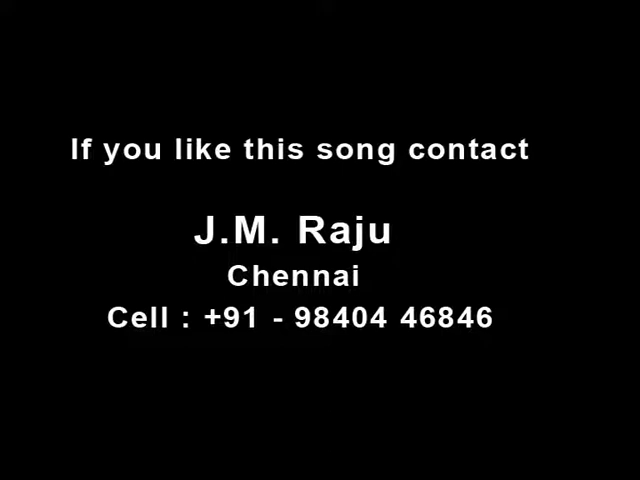 If you like this song contact
J.M. Raju
Chennai
Cell : +91 - 98404 46846